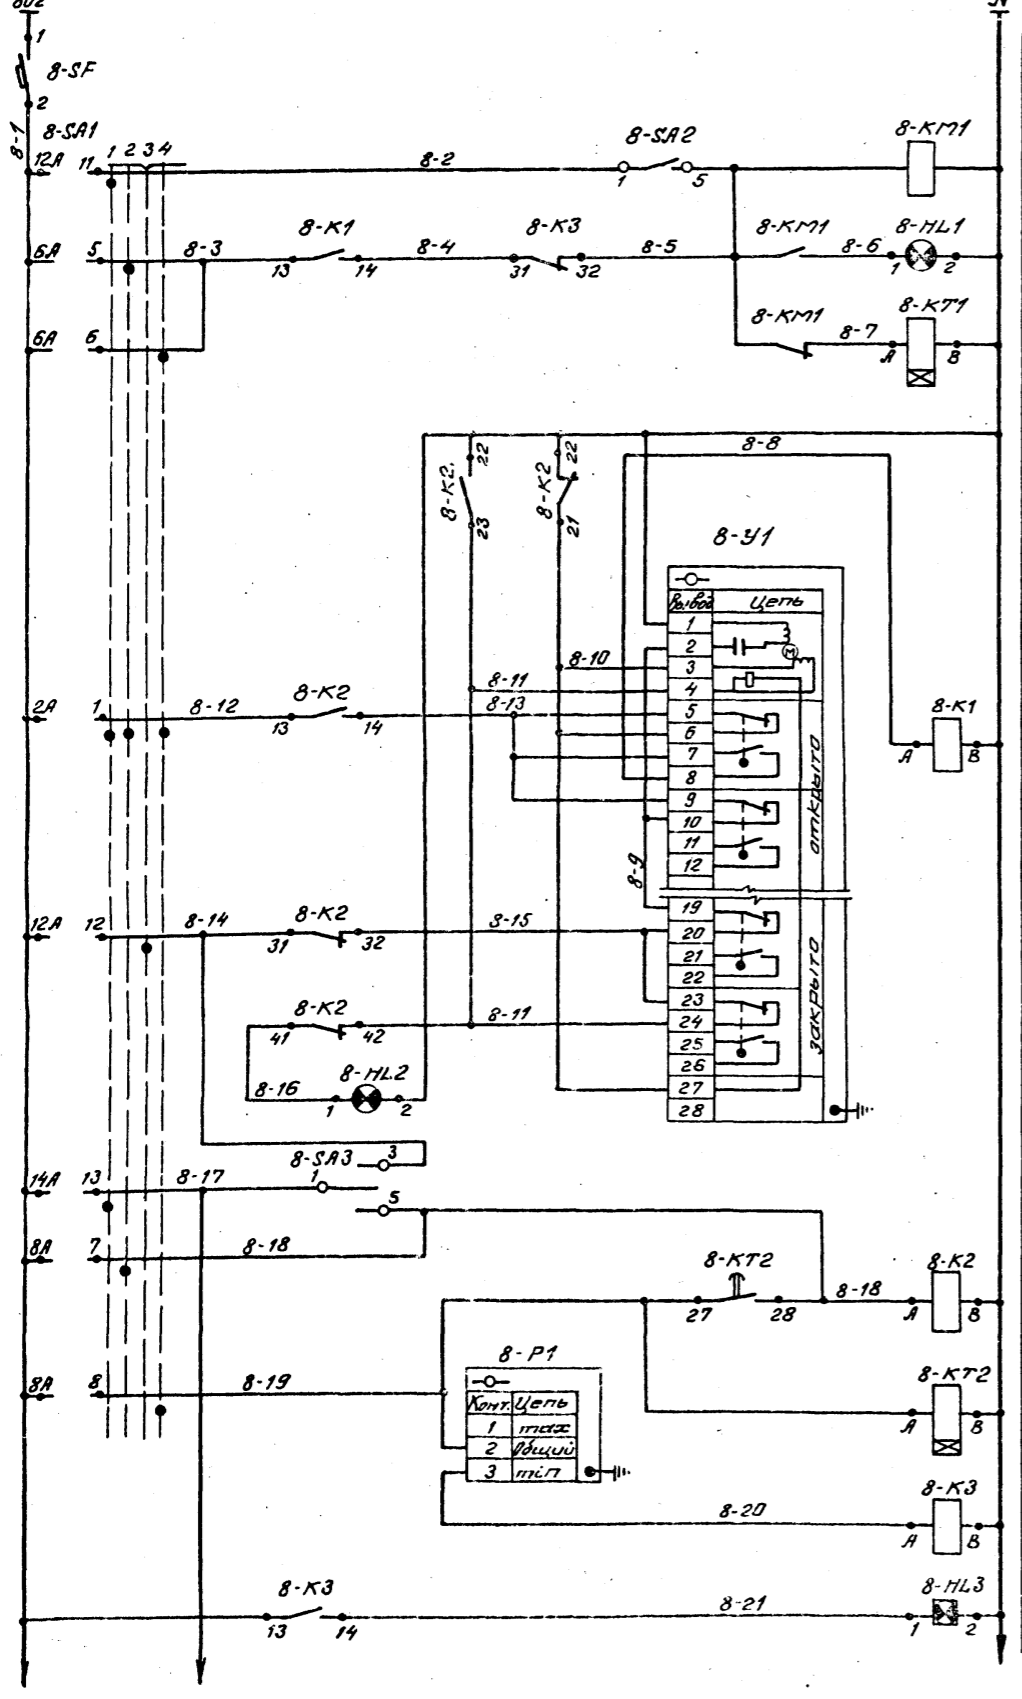 802
1
8-SF
2
8-1
8-SA1
1 2 3 4
12A 11
8-2
8-SA2
1 5
8-KM1
6A 5
8-3
8-K1
13 14
8-4
8-K3
31 32
8-5
8-KM1
8-6
8-HL1
1 2
6A 6
8-KM1
8-7
8-KT1
A B
8-8
22
8-K2
23
22
8-K2
21
8-У1
Вывод Цепь
1
2
M
8-10
3
8-11
4
2A 1
8-12
8-K2
13 14
8-13
5
6
7
8
открыто
8-K1
A B
9
10
11
12
8-9
12A 12
8-14
8-K2
31 32
8-15
19
20
21
22
закрыто
8-K2
41 42
8-11
23
24
25
26
8-16
8-HL2
1 2
27
28
8-SA3
3
14A 13
8-17
1
5
8A 7
8-18
8-KT2
27 28
8-18
8-K2
A B
8A 8
8-19
8-P1
Конт. Цепь
1 max
2 Общий
3 min
8-KT2
A B
8-20
8-K3
A B
8-K3
13 14
8-21
8-HL3
1 2